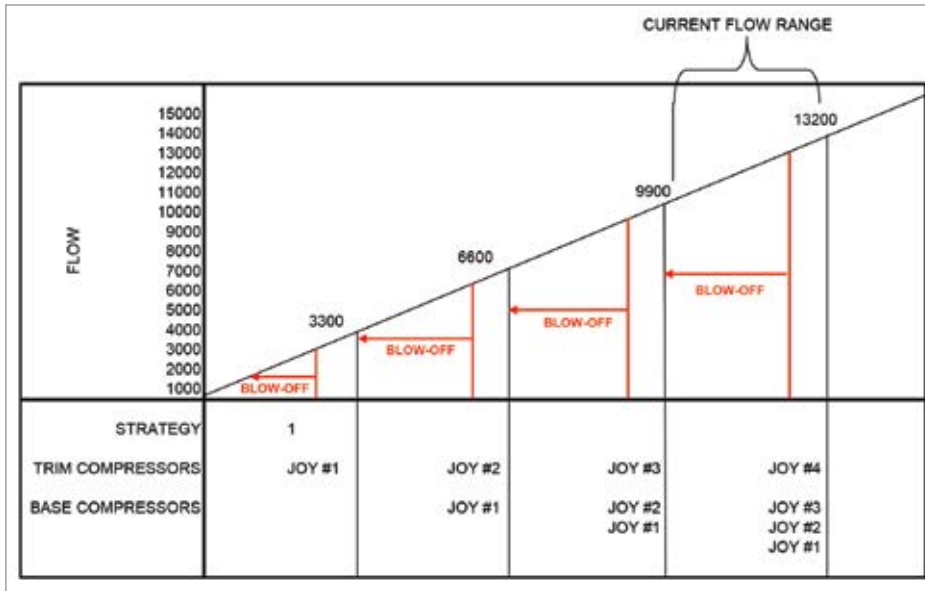 CURRENT FLOW RANGE
15000
14000
13000
12000
11000
10000
9000
8000
7000
6000
5000
4000
3000
2000
1000
FLOW
3300
6600
9900
13200
BLOW-OFF
BLOW-OFF
BLOW-OFF
BLOW-OFF
STRATEGY 1
TRIM COMPRESSORS JOY #1 JOY #2 JOY #3 JOY #4
BASE COMPRESSORS JOY #1 JOY #2 JOY #3
JOY #1 JOY #2
JOY #1